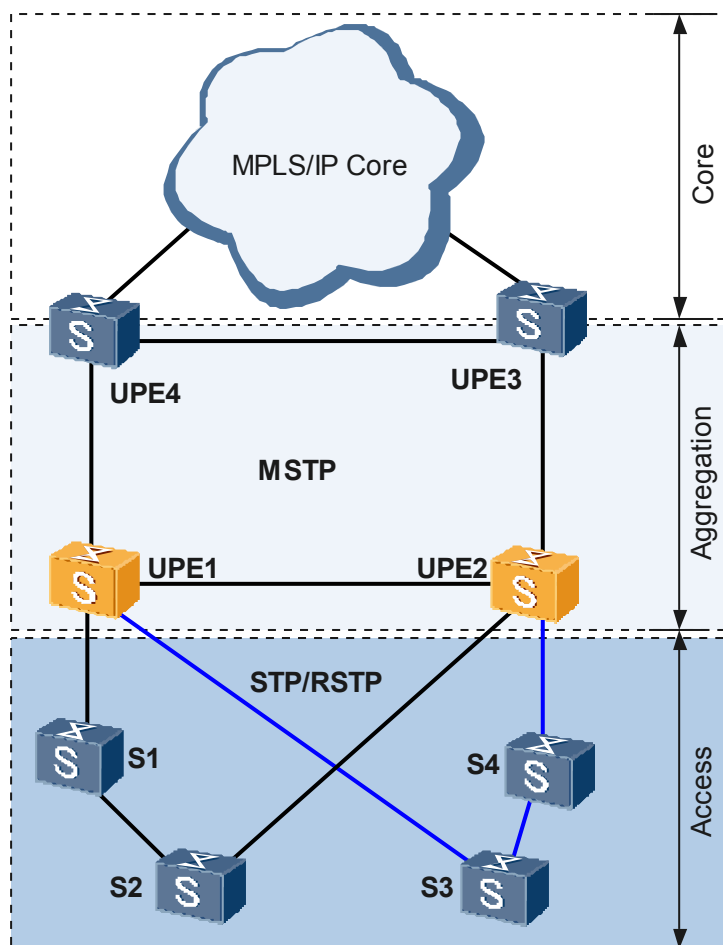 MPLS/IP Core
Core
S
S
UPE4
UPE3
MSTP
Aggregation
UPE1
UPE2
S
S
STP/RSTP
S
S1
S4
S
Access
S2
S
S3
S